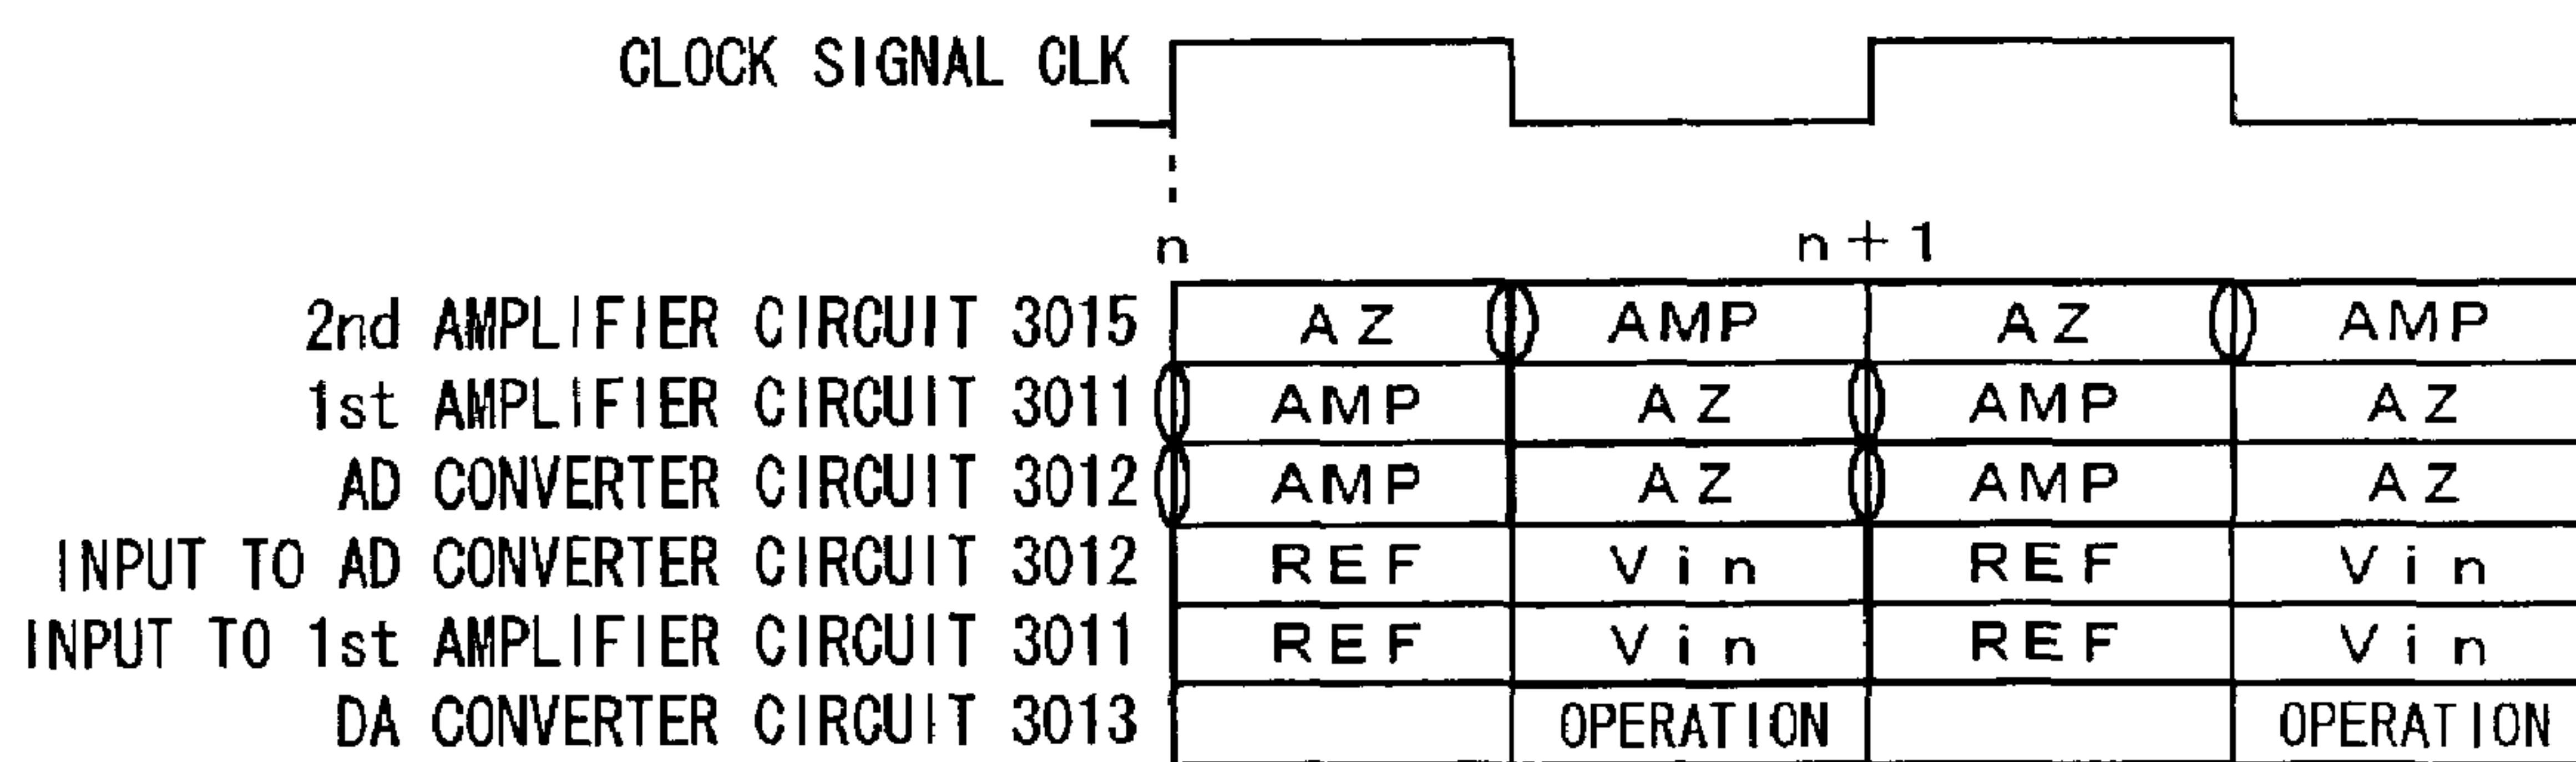 CLOCK SIGNAL CLK
n n+1
2nd AMPLIFIER CIRCUIT 3015 AZ AMP AZ AMP
1st AMPLIFIER CIRCUIT 3011 AMP AZ AMP AZ
AD CONVERTER CIRCUIT 3012 AMP AZ AMP AZ
INPUT TO AD CONVERTER CIRCUIT 3012 REF Vin REF Vin
INPUT TO 1st AMPLIFIER CIRCUIT 3011 REF Vin REF Vin
DA CONVERTER CIRCUIT 3013 OPERATION OPERATION